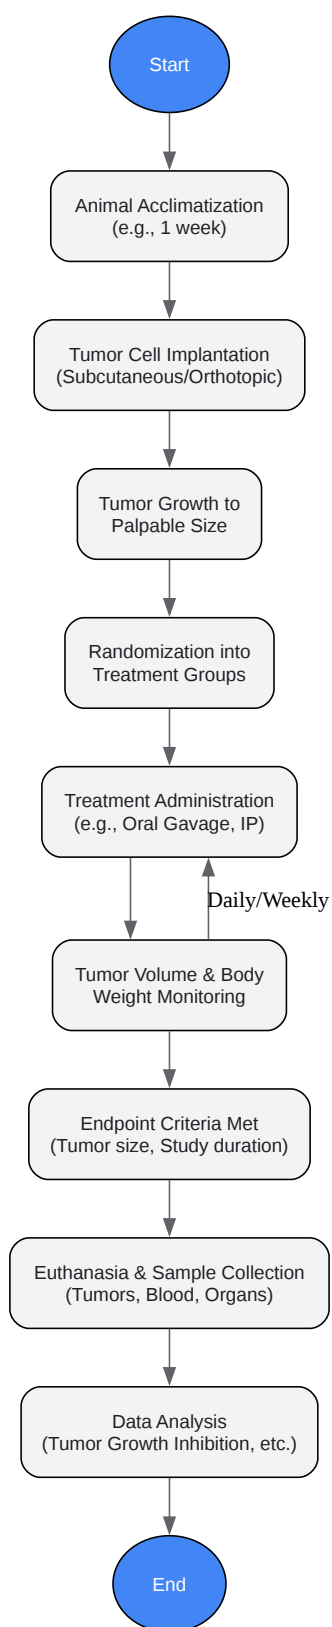 Start
Animal Acclimatization
(e.g., 1 week)
Tumor Cell Implantation
(Subcutaneous/Orthotopic)
Tumor Growth to
Palpable Size
Randomization into
Treatment Groups
Treatment Administration
(e.g., Oral Gavage, IP)
Daily/Weekly
Tumor Volume & Body
Weight Monitoring
Endpoint Criteria Met
(Tumor size, Study duration)
Euthanasia & Sample Collection
(Tumors, Blood, Organs)
Data Analysis
(Tumor Growth Inhibition, etc.)
End